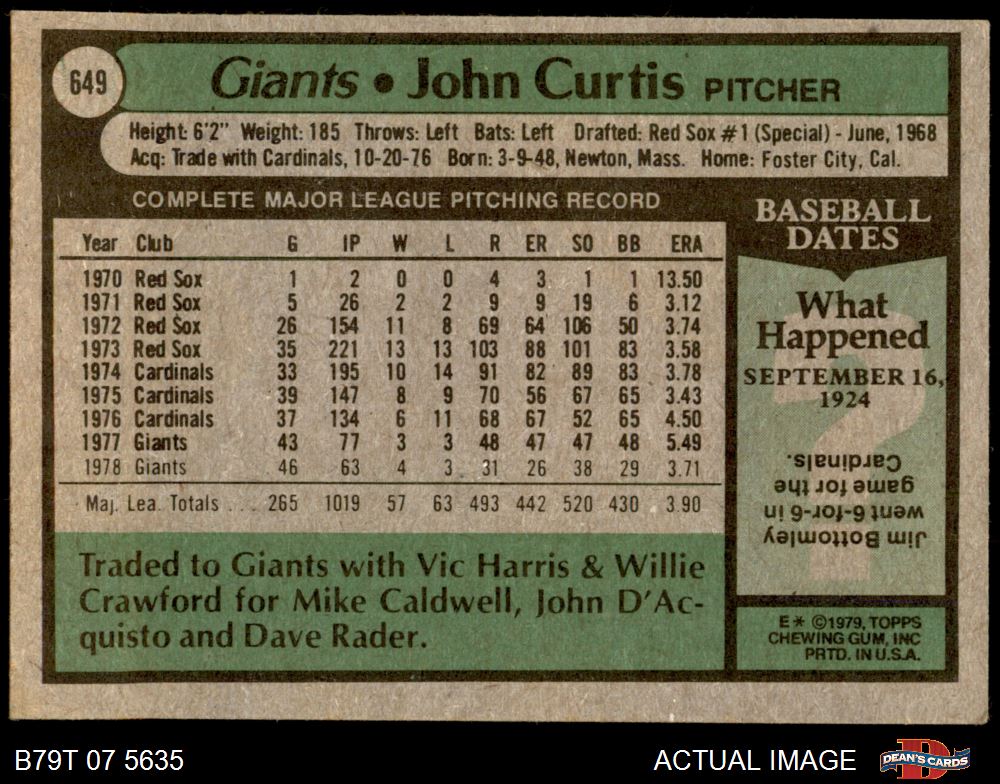 649
Giants • John Curtis PITCHER
Height: 6'2" Weight: 185 Throws: Left Bats: Left Drafted: Red Sox #1 (Special) - June, 1968
Acq: Trade with Cardinals, 10-20-76 Born: 3-9-48, Newton, Mass. Home: Foster City, Cal.
COMPLETE MAJOR LEAGUE PITCHING RECORD
Year Club G IP W L R ER SO BB ERA
1970 Red Sox 1 2 0 0 4 3 1 1 13.50
1971 Red Sox 5 26 2 2 9 9 19 6 3.12
1972 Red Sox 26 154 11 8 69 64 106 50 3.74
1973 Red Sox 35 221 13 13 103 88 101 83 3.58
1974 Cardinals 33 195 10 14 91 82 89 83 3.78
1975 Cardinals 39 147 8 9 70 56 67 65 3.43
1976 Cardinals 37 134 6 11 68 67 52 65 4.50
1977 Giants 43 77 3 3 48 47 47 48 5.49
1978 Giants 46 63 4 3 31 26 38 29 3.71
Maj. Lea. Totals ... 265 1019 57 63 493 442 520 430 3.90
Traded to Giants with Vic Harris & Willie
Crawford for Mike Caldwell, John D'Ac-
quisto and Dave Rader.
BASEBALL
DATES
What
Happened
SEPTEMBER 16,
1924
?
Jim Bottomley
went 6-for-6 in
game for the
Cardinals.
E* ©1979, TOPPS
CHEWING GUM, INC
PRTD. IN U.S.A.
B79T 07 5635
ACTUAL IMAGE
D
DEAN'S CARDS